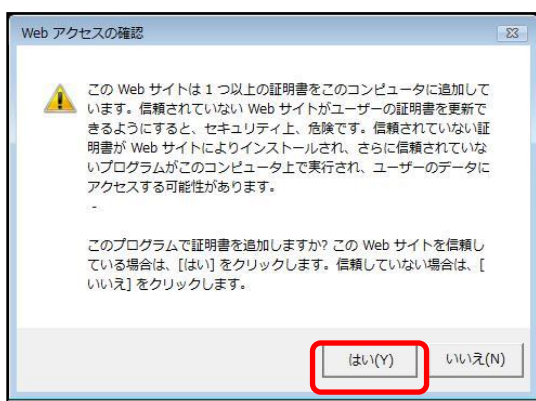 Web アクセスの確認
この Web サイトは 1 つ以上の証明書をこのコンピュータに追加して
います。信頼されていない Web サイトがユーザーの証明書を更新で
きるようにすると、セキュリティ上、危険です。信頼されていない証
明書が Web サイトによりインストールされ、さらに信頼されていな
いプログラムがこのコンピュータ上で実行され、ユーザーのデータに
アクセスする可能性があります。
-
このプログラムで証明書を追加しますか? この Web サイトを信頼し
ている場合は、[はい] をクリックします。信頼していない場合は、[
いいえ] をクリックします。
はい(Y) いいえ(N)